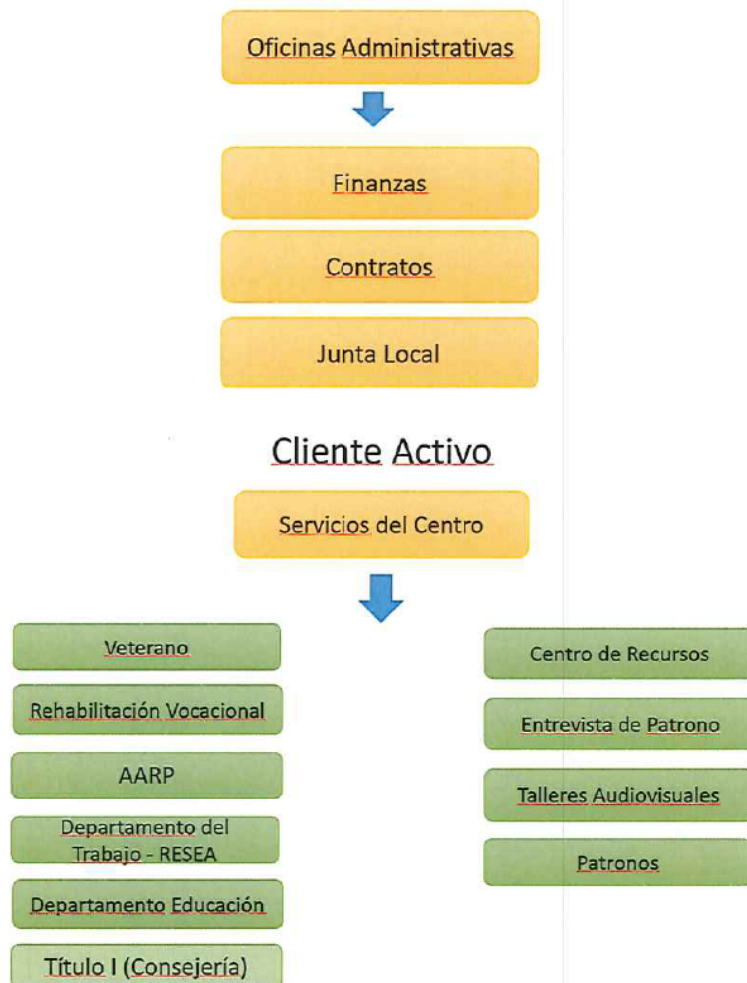 Oficinas Administrativas
Finanzas
Contratos
Junta Local
Cliente Activo
Servicios del Centro
Veterano
Rehabilitación Vocacional
AARP
Departamento del
Trabajo - RESEA
Departamento Educación
Título I (Consejería)
Centro de Recursos
Entrevista de Patrono
Talleres Audiovisuales
Patronos